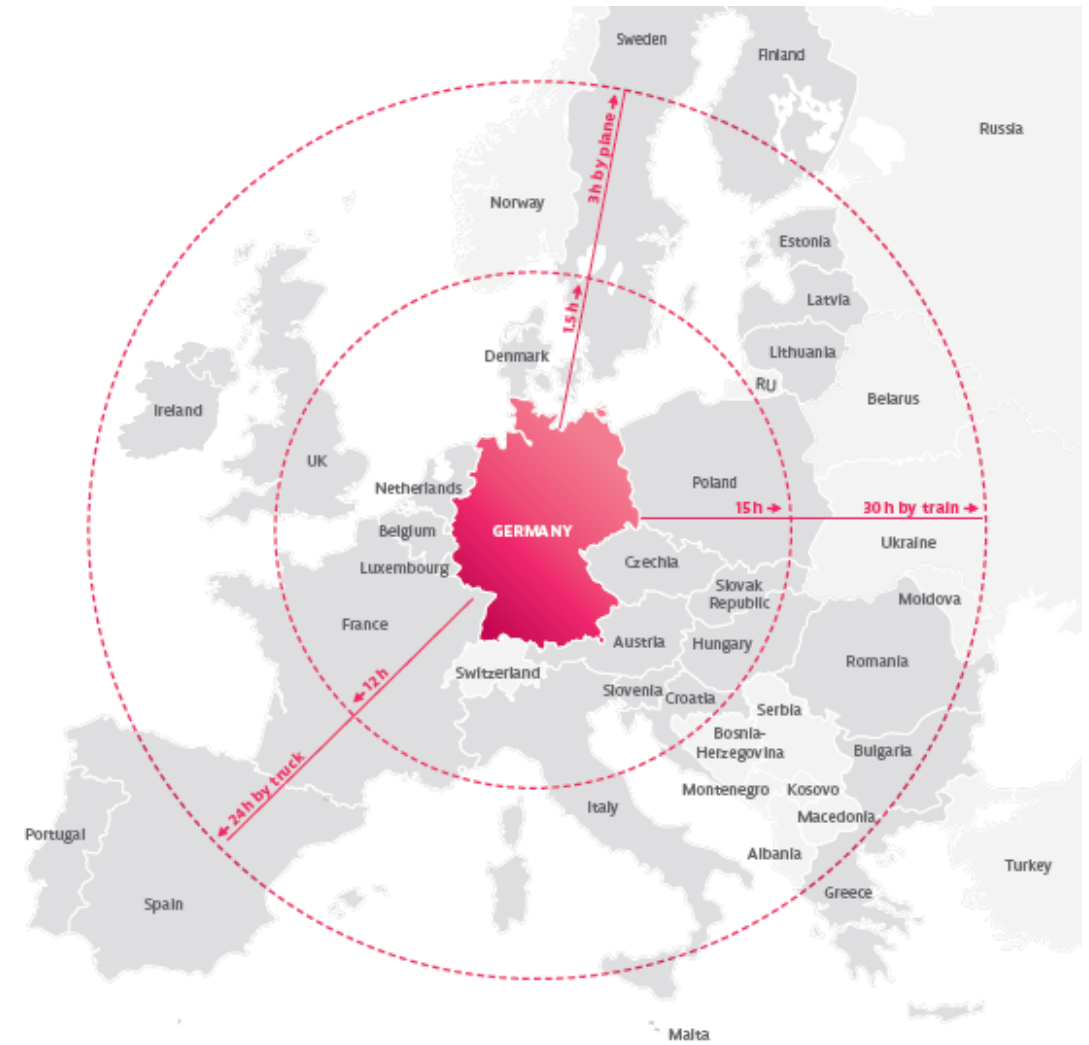 Sweden
Finland
Russia
3h by plane →
Norway
Estonia
Latvia
1.5 h →
Denmark
Lithuania
RU
Belarus
Ireland
UK
Netherlands
Poland
15 h →
30 h by train →
Belgium
GERMANY
Ukraine
Luxembourg
Czechia
Slovak
Republic
Moldova
France
Austria
Hungary
Romania
Switzerland
← 12 h
Slovenia
Croatia
Serbia
Bosnia-
Herzegovina
Bulgaria
← 24 h by truck
Montenegro
Kosovo
Italy
Macedonia
Portugal
Albania
Turkey
Spain
Greece
Malta